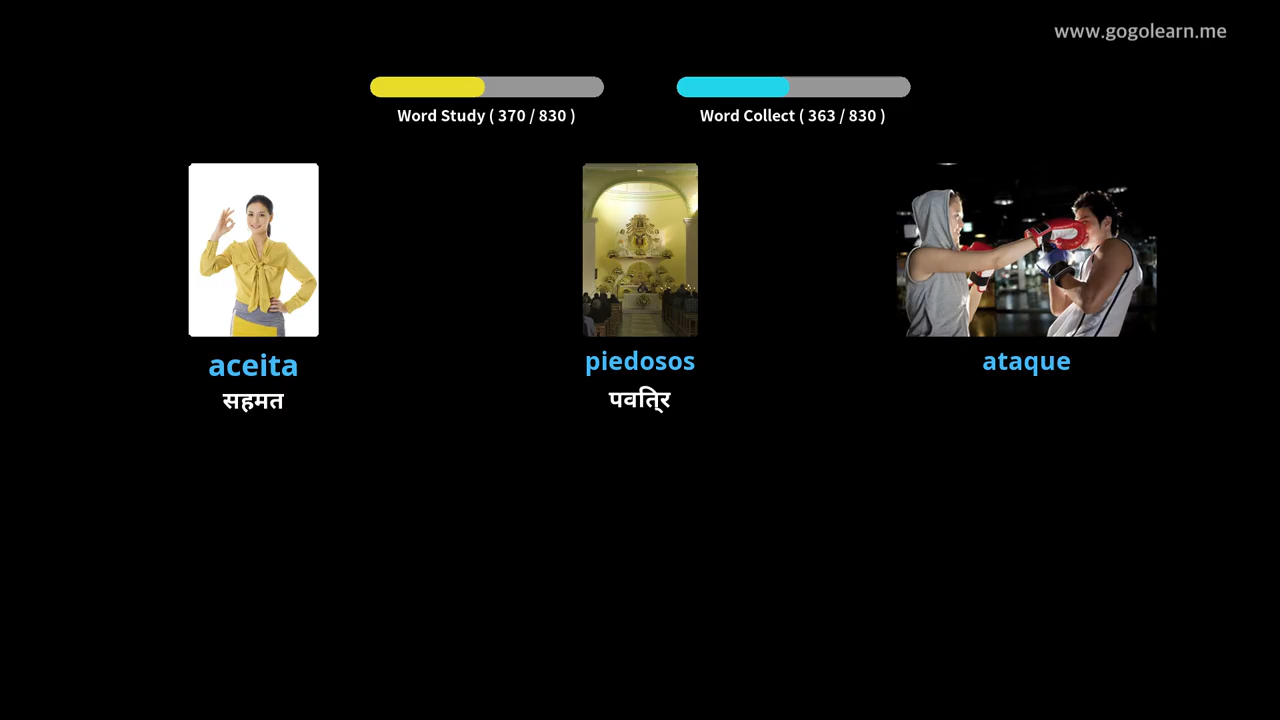 www.gogolearn.me
Word Study ( 370 / 830 )
Word Collect ( 363 / 830 )
aceita
piedosos
ataque
सहमत
पवित्र